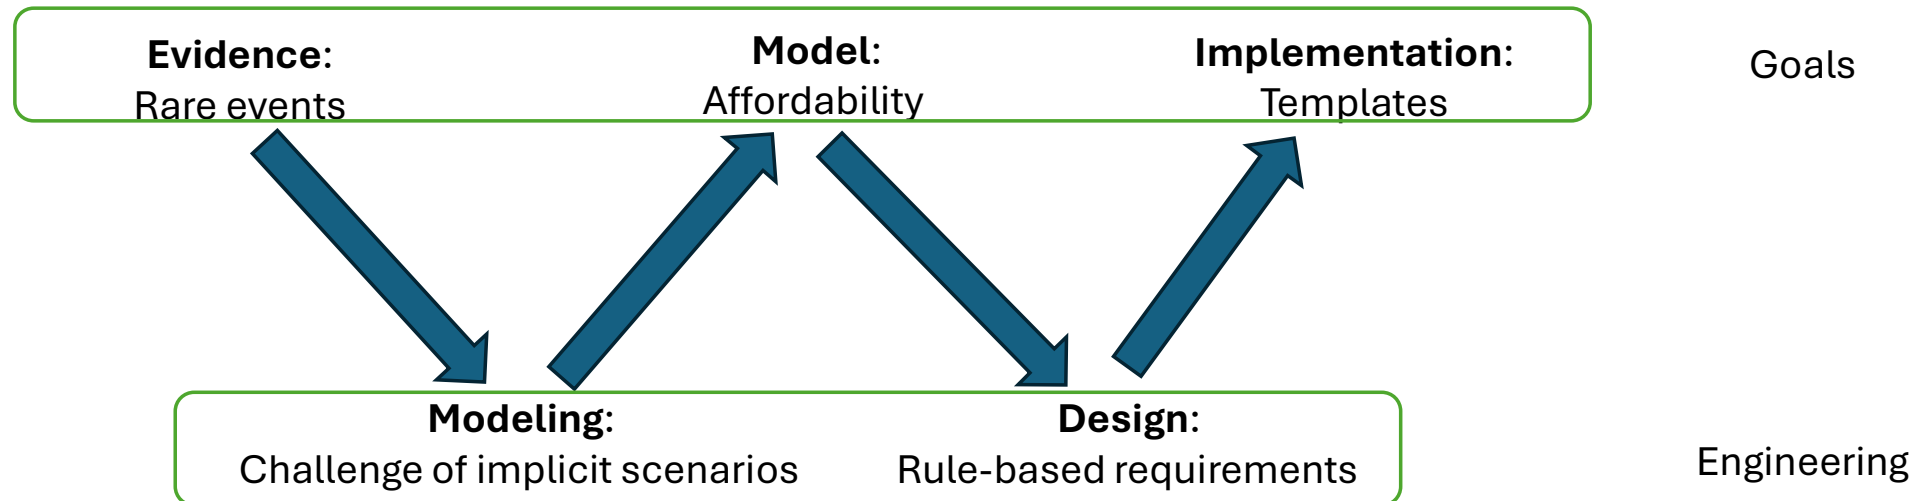 Evidence:
Rare events
Model:
Affordability
Implementation:
Templates
Goals
Modeling:
Challenge of implicit scenarios
Design:
Rule-based requirements
Engineering